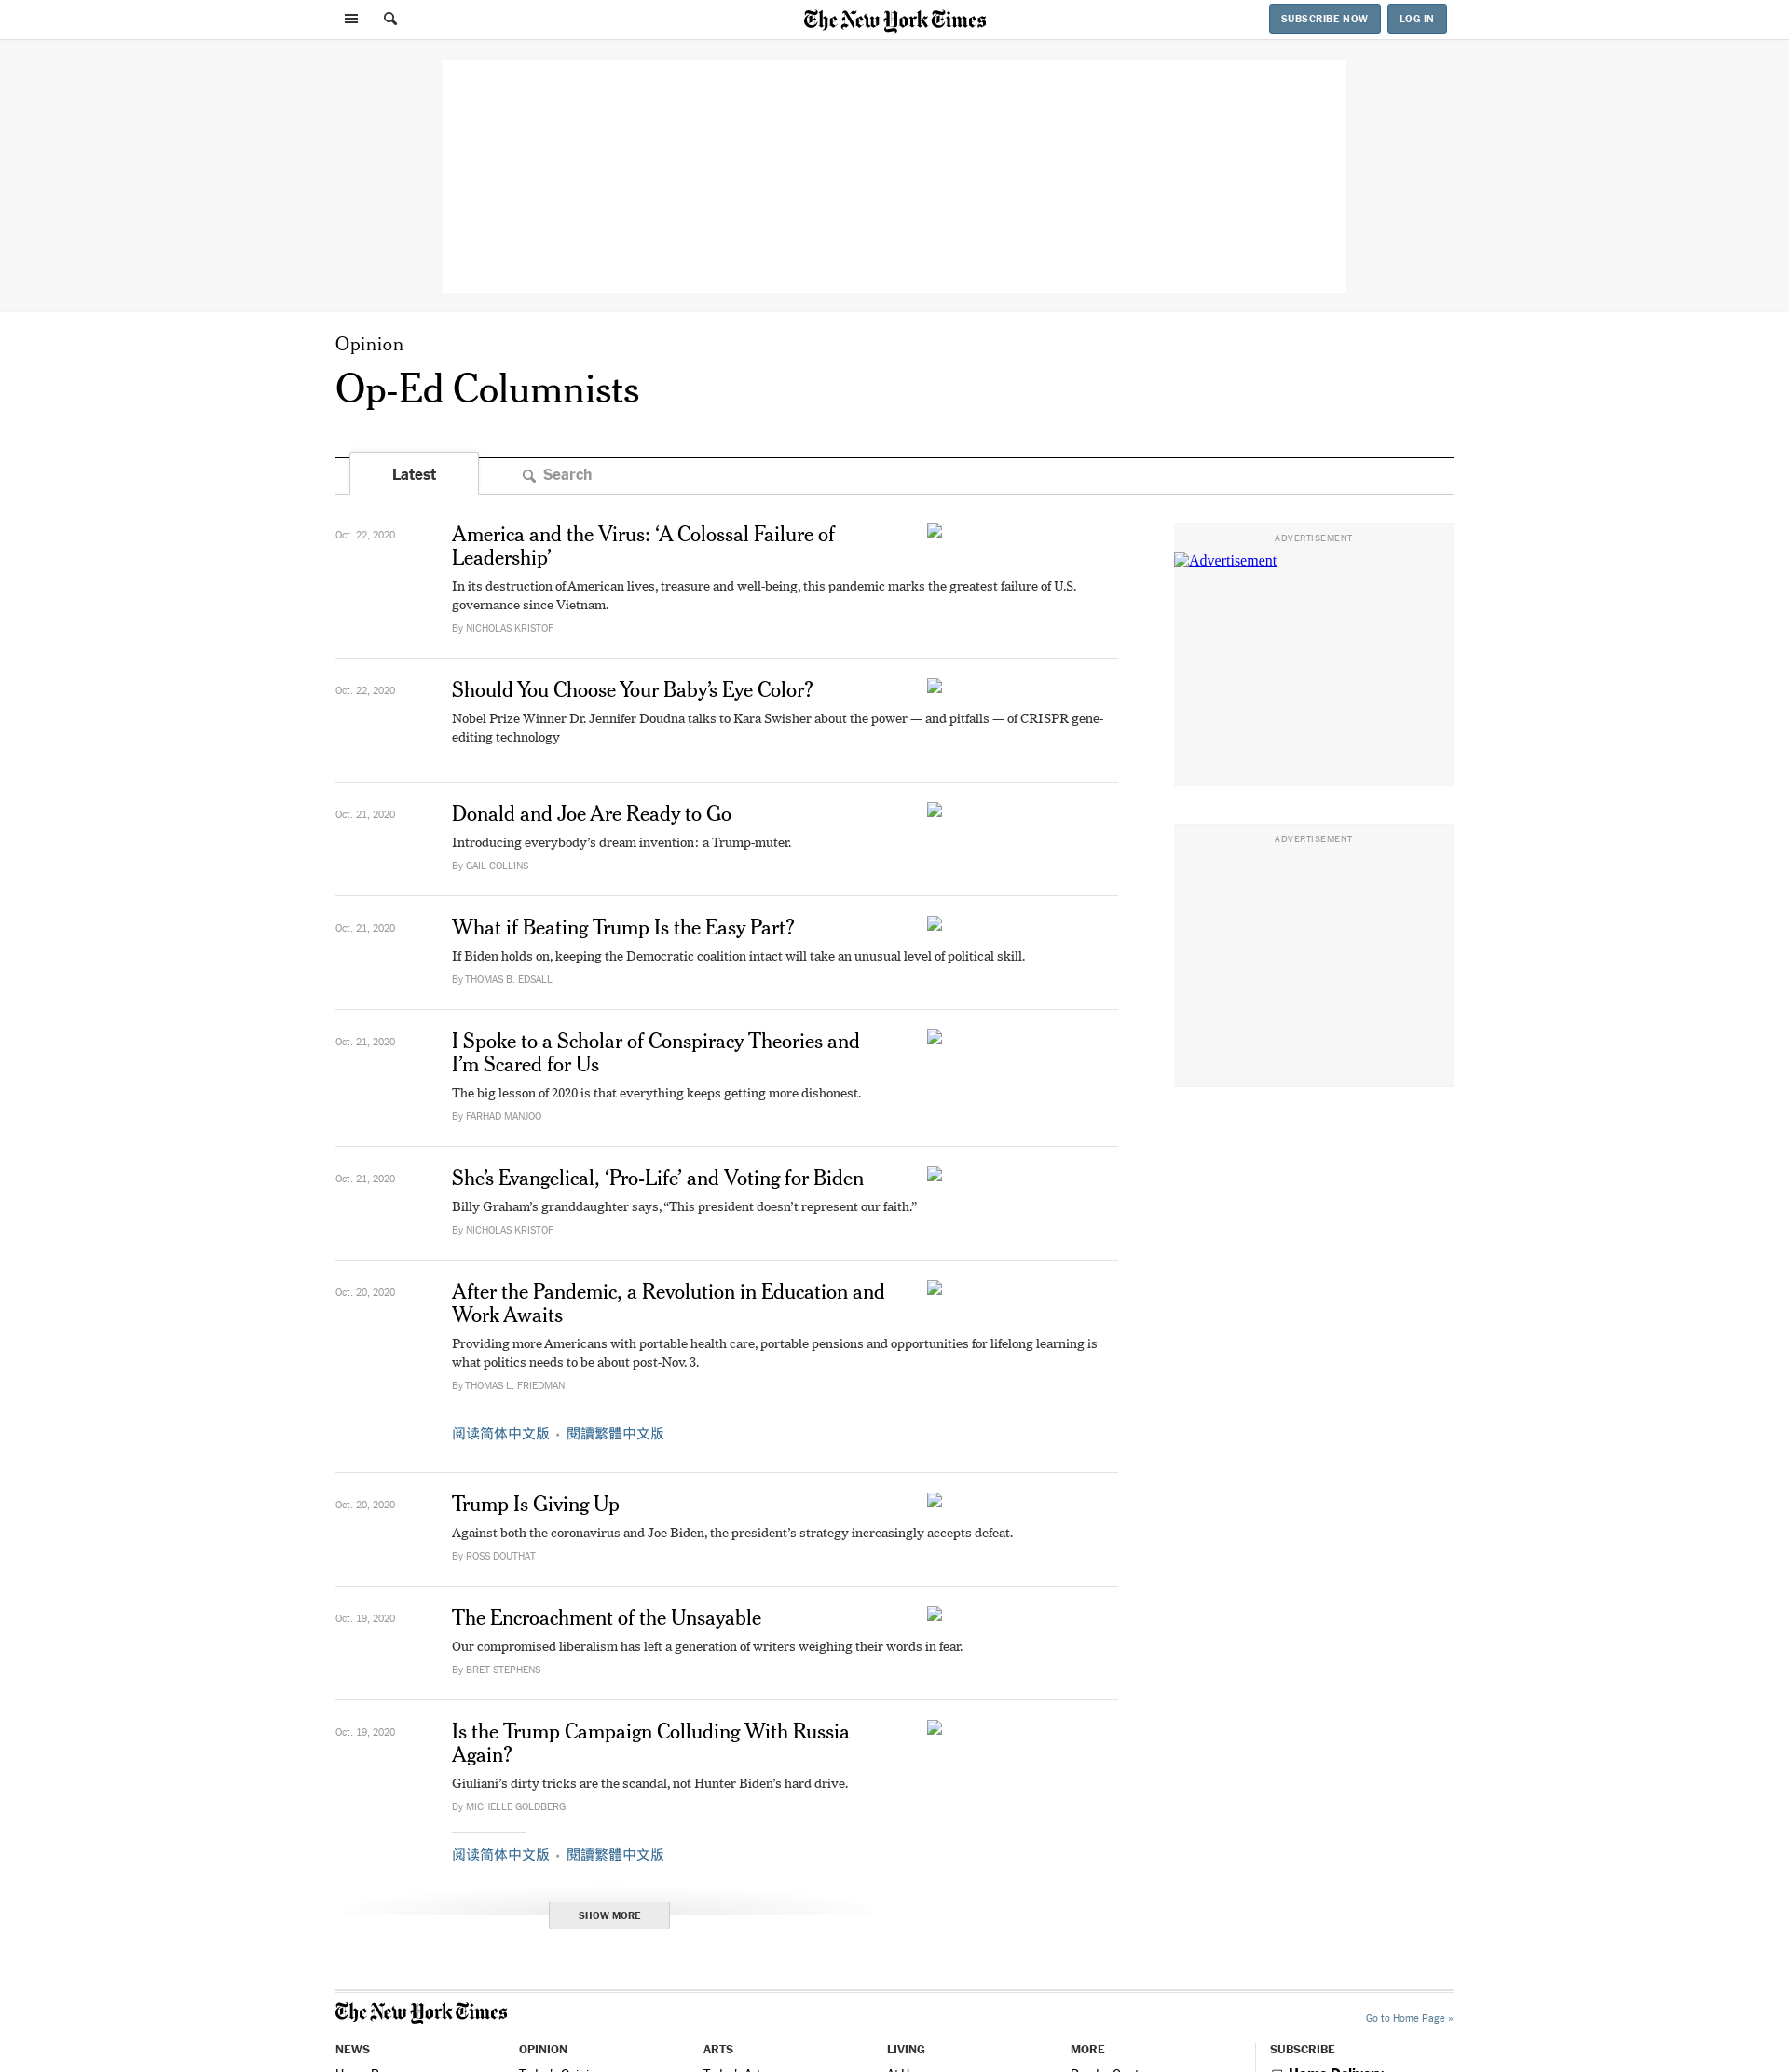 The New York Times
SUBSCRIBE NOW
LOG IN
Opinion
Op-Ed Columnists
Latest
Search
Oct. 22, 2020
America and the Virus: ‘A Colossal Failure of
Leadership’
In its destruction of American lives, treasure and well-being, this pandemic marks the greatest failure of U.S.
governance since Vietnam.
By NICHOLAS KRISTOF
Oct. 22, 2020
Should You Choose Your Baby’s Eye Color?
Nobel Prize Winner Dr. Jennifer Doudna talks to Kara Swisher about the power — and pitfalls — of CRISPR gene-
editing technology
Oct. 21, 2020
Donald and Joe Are Ready to Go
Introducing everybody’s dream invention: a Trump-muter.
By GAIL COLLINS
Oct. 21, 2020
What if Beating Trump Is the Easy Part?
If Biden holds on, keeping the Democratic coalition intact will take an unusual level of political skill.
By THOMAS B. EDSALL
Oct. 21, 2020
I Spoke to a Scholar of Conspiracy Theories and
I’m Scared for Us
The big lesson of 2020 is that everything keeps getting more dishonest.
By FARHAD MANJOO
Oct. 21, 2020
She’s Evangelical, ‘Pro-Life’ and Voting for Biden
Billy Graham’s granddaughter says, “This president doesn’t represent our faith.”
By NICHOLAS KRISTOF
Oct. 20, 2020
After the Pandemic, a Revolution in Education and
Work Awaits
Providing more Americans with portable health care, portable pensions and opportunities for lifelong learning is
what politics needs to be about post-Nov. 3.
By THOMAS L. FRIEDMAN
阅读简体中文版 • 閱讀繁體中文版
Oct. 20, 2020
Trump Is Giving Up
Against both the coronavirus and Joe Biden, the president’s strategy increasingly accepts defeat.
By ROSS DOUTHAT
Oct. 19, 2020
The Encroachment of the Unsayable
Our compromised liberalism has left a generation of writers weighing their words in fear.
By BRET STEPHENS
Oct. 19, 2020
Is the Trump Campaign Colluding With Russia
Again?
Giuliani’s dirty tricks are the scandal, not Hunter Biden’s hard drive.
By MICHELLE GOLDBERG
阅读简体中文版 • 閱讀繁體中文版
SHOW MORE
ADVERTISEMENT
Advertisement
ADVERTISEMENT
The New York Times
Go to Home Page »
NEWS
OPINION
ARTS
LIVING
MORE
SUBSCRIBE
Home Delivery